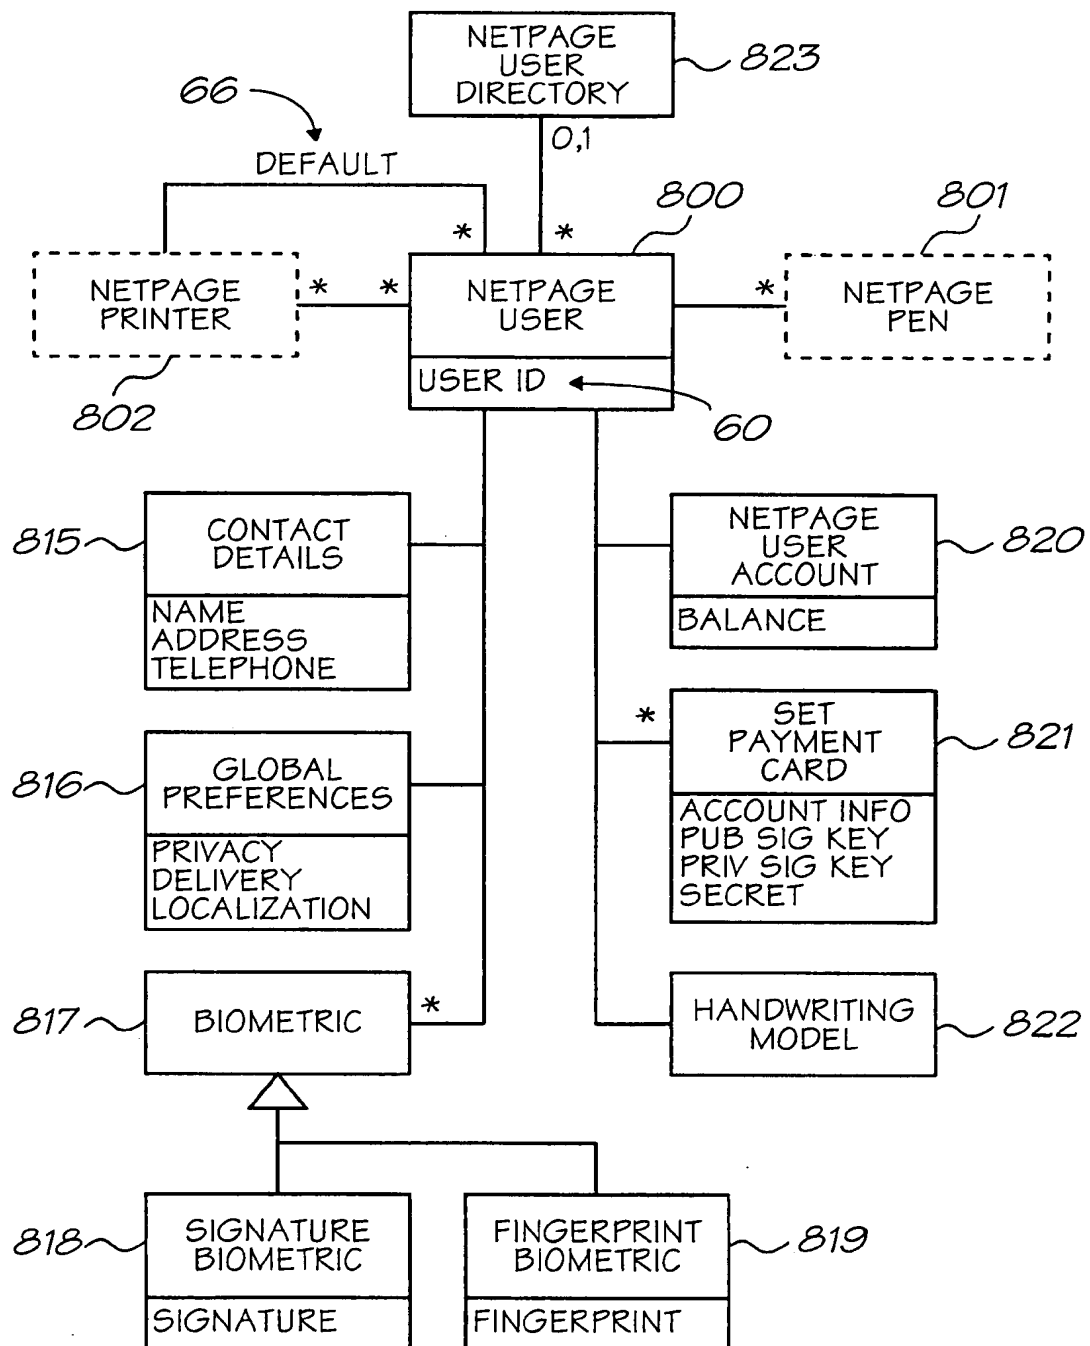 NETPAGE
USER
DIRECTORY
823
66
0,1
DEFAULT
800
801
*
*
NETPAGE
PRINTER
*
*
NETPAGE
USER
*
NETPAGE
PEN
802
USER ID
60
815
CONTACT
DETAILS
NAME
ADDRESS
TELEPHONE
NETPAGE
USER
ACCOUNT
820
BALANCE
816
GLOBAL
PREFERENCES
PRIVACY
DELIVERY
LOCALIZATION
*
SET
PAYMENT
CARD
821
ACCOUNT INFO
PUB SIG KEY
PRIV SIG KEY
SECRET
817
BIOMETRIC
*
HANDWRITING
MODEL
822
818
SIGNATURE
BIOMETRIC
SIGNATURE
FINGERPRINT
BIOMETRIC
819
FINGERPRINT